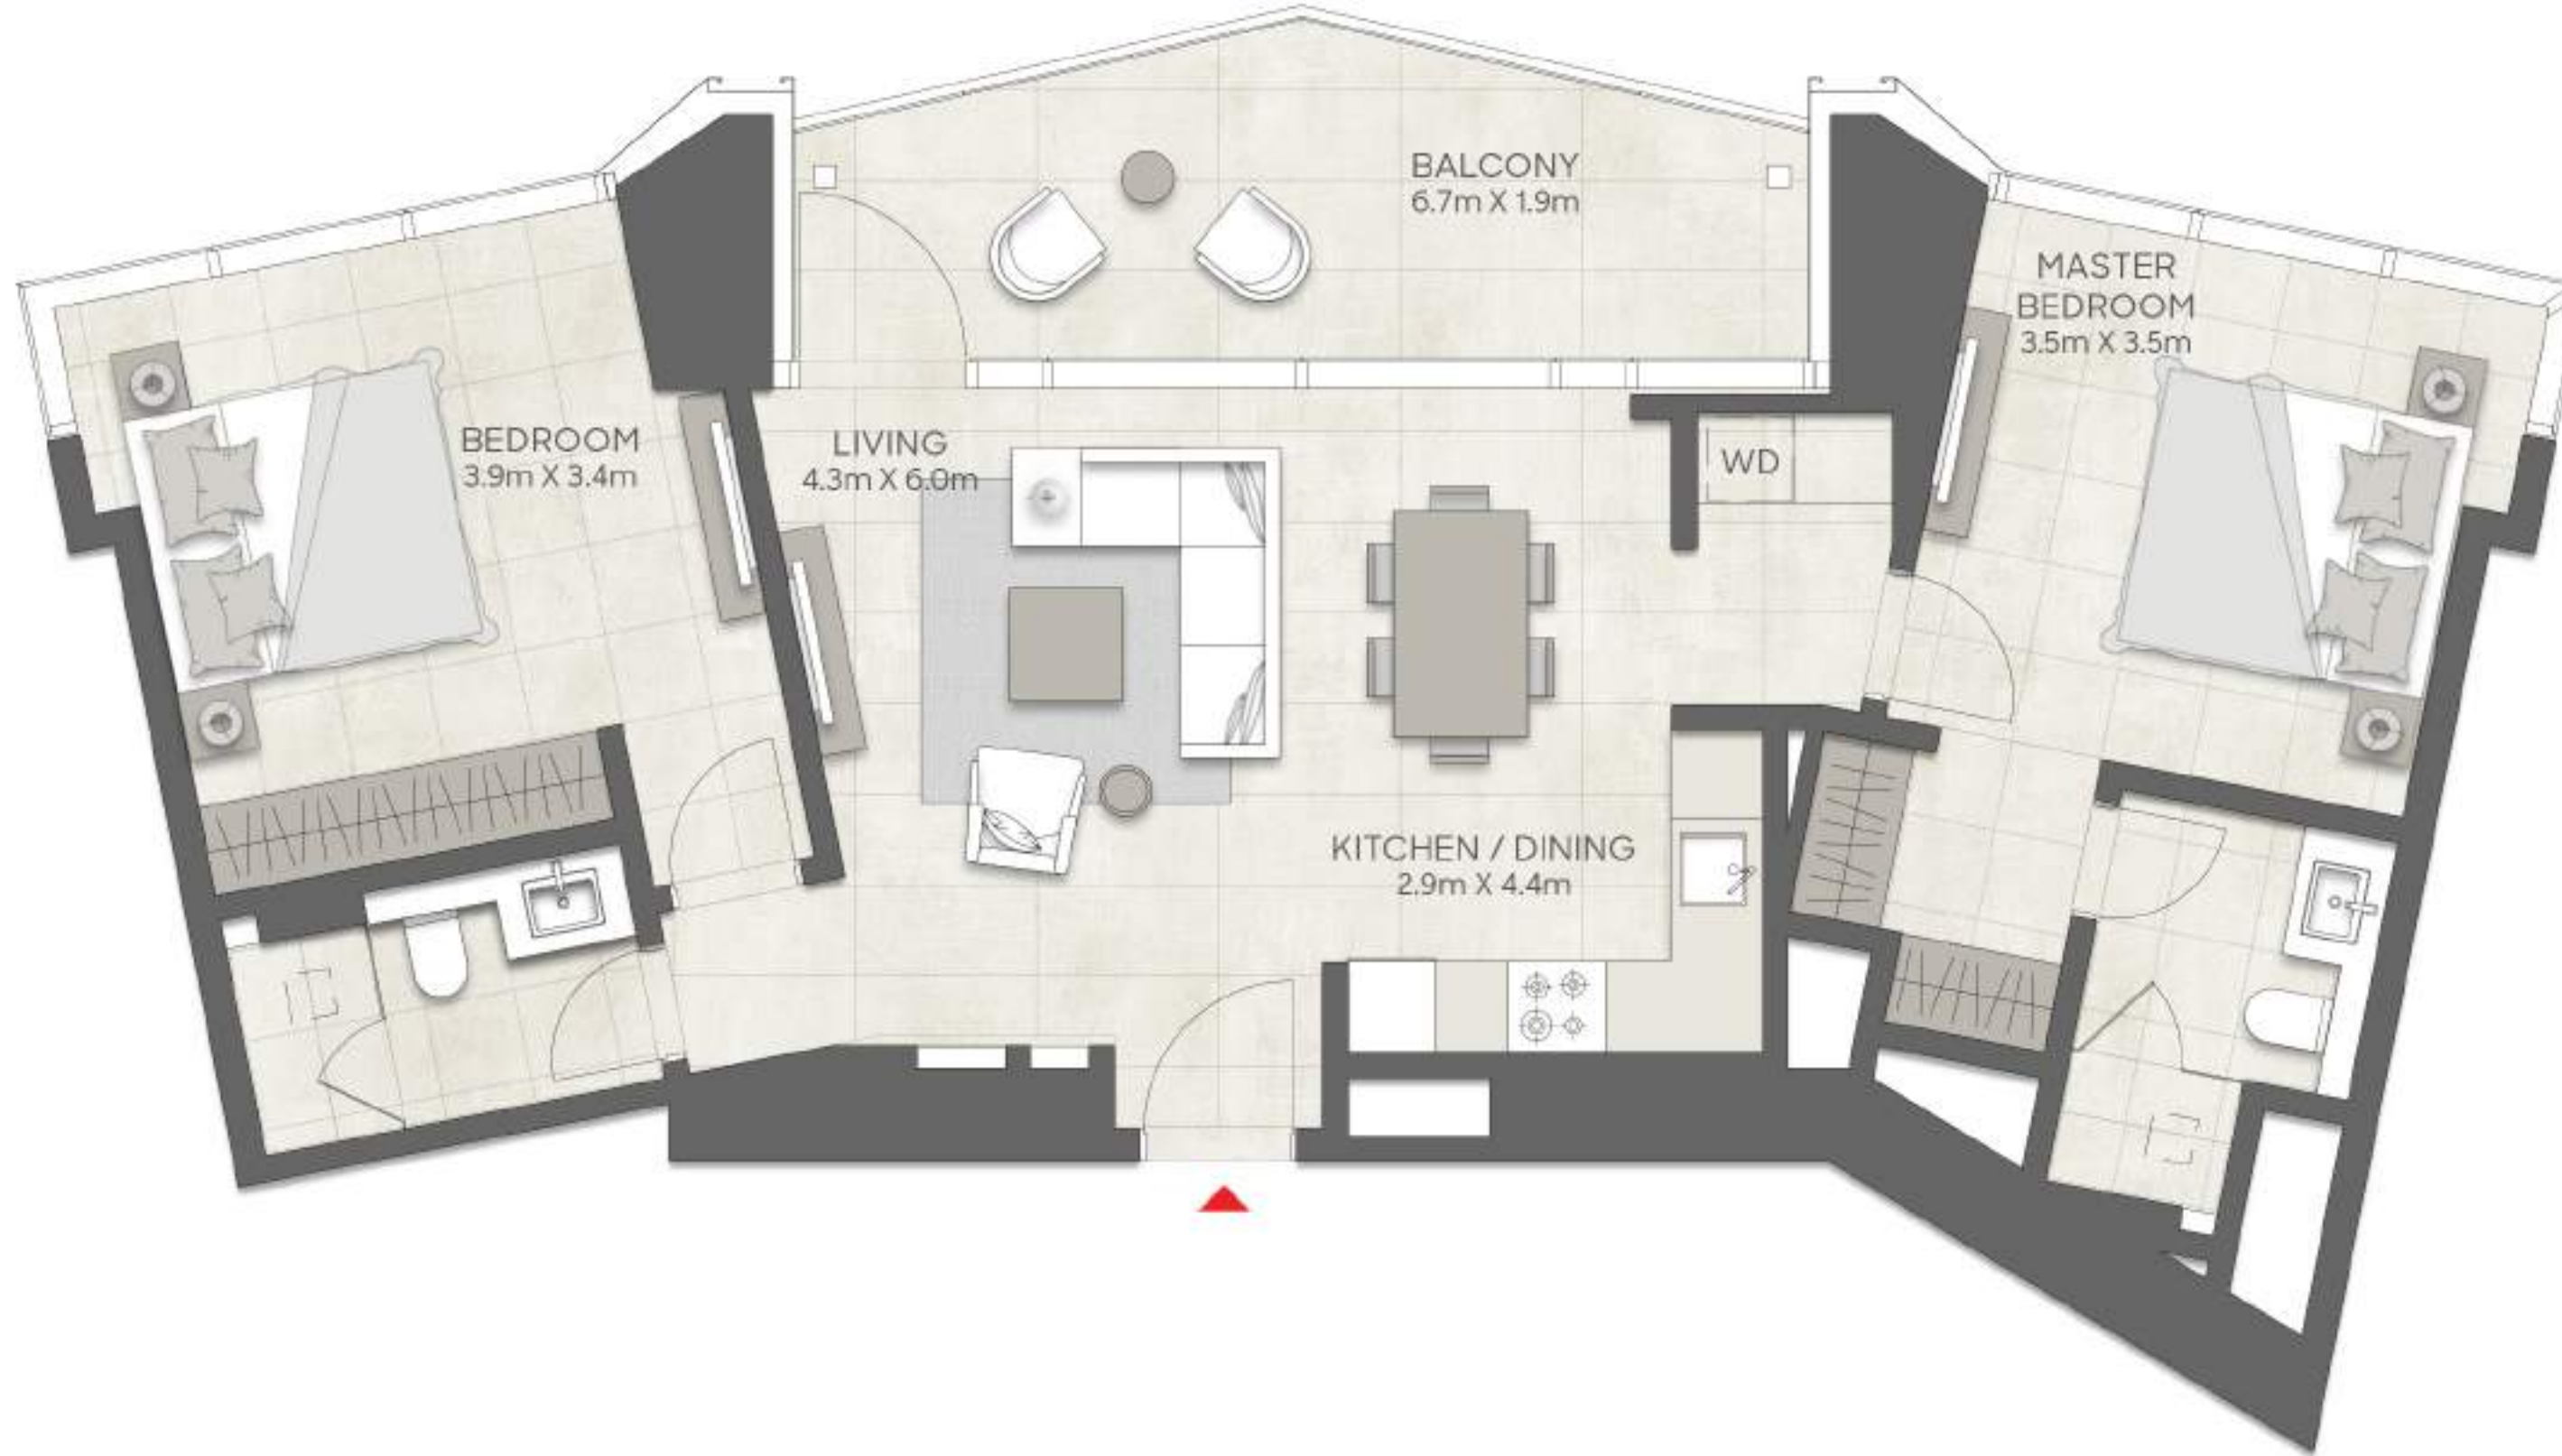 BALCONY
6.7m X 1.9m
MASTER
BEDROOM
3.5m X 3.5m
BEDROOM
3.9m X 3.4m
LIVING
4.3m X 6.0m
WD
KITCHEN / DINING
2.9m X 4.4m